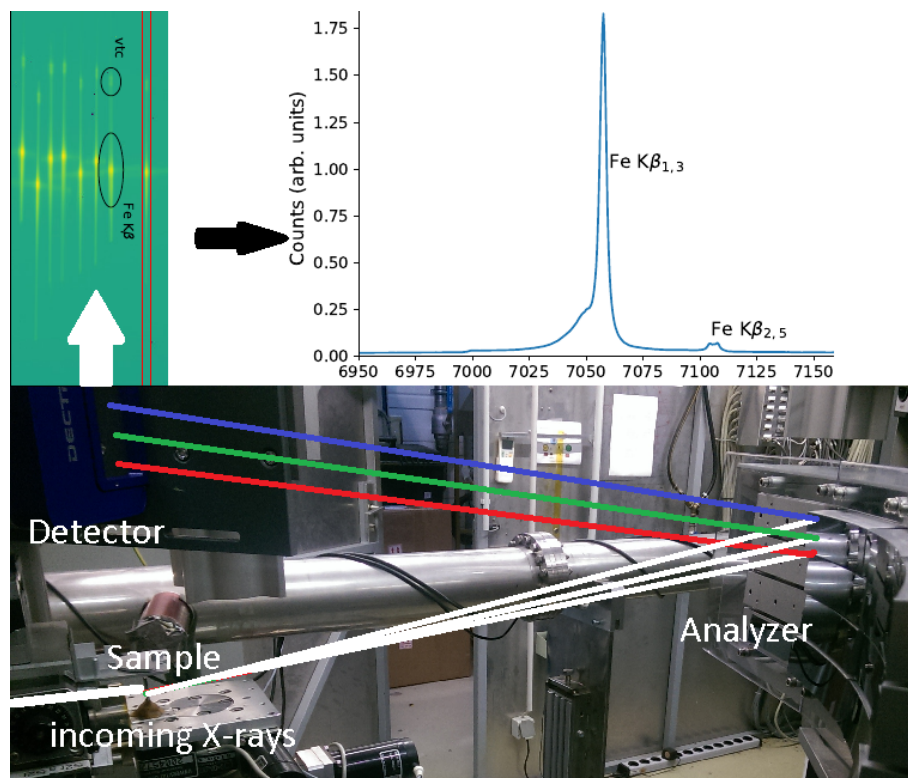 vtc
Fe Kβ
Counts (arb. units)
1.75
1.50
1.25
1.00
0.75
0.50
0.25
0.00
Fe Kβ1,3
Fe Kβ2,5
6950 6975 7000 7025 7050 7075 7100 7125 7150
DECTRI
Detector
Sample
Analyzer
incoming X-rays